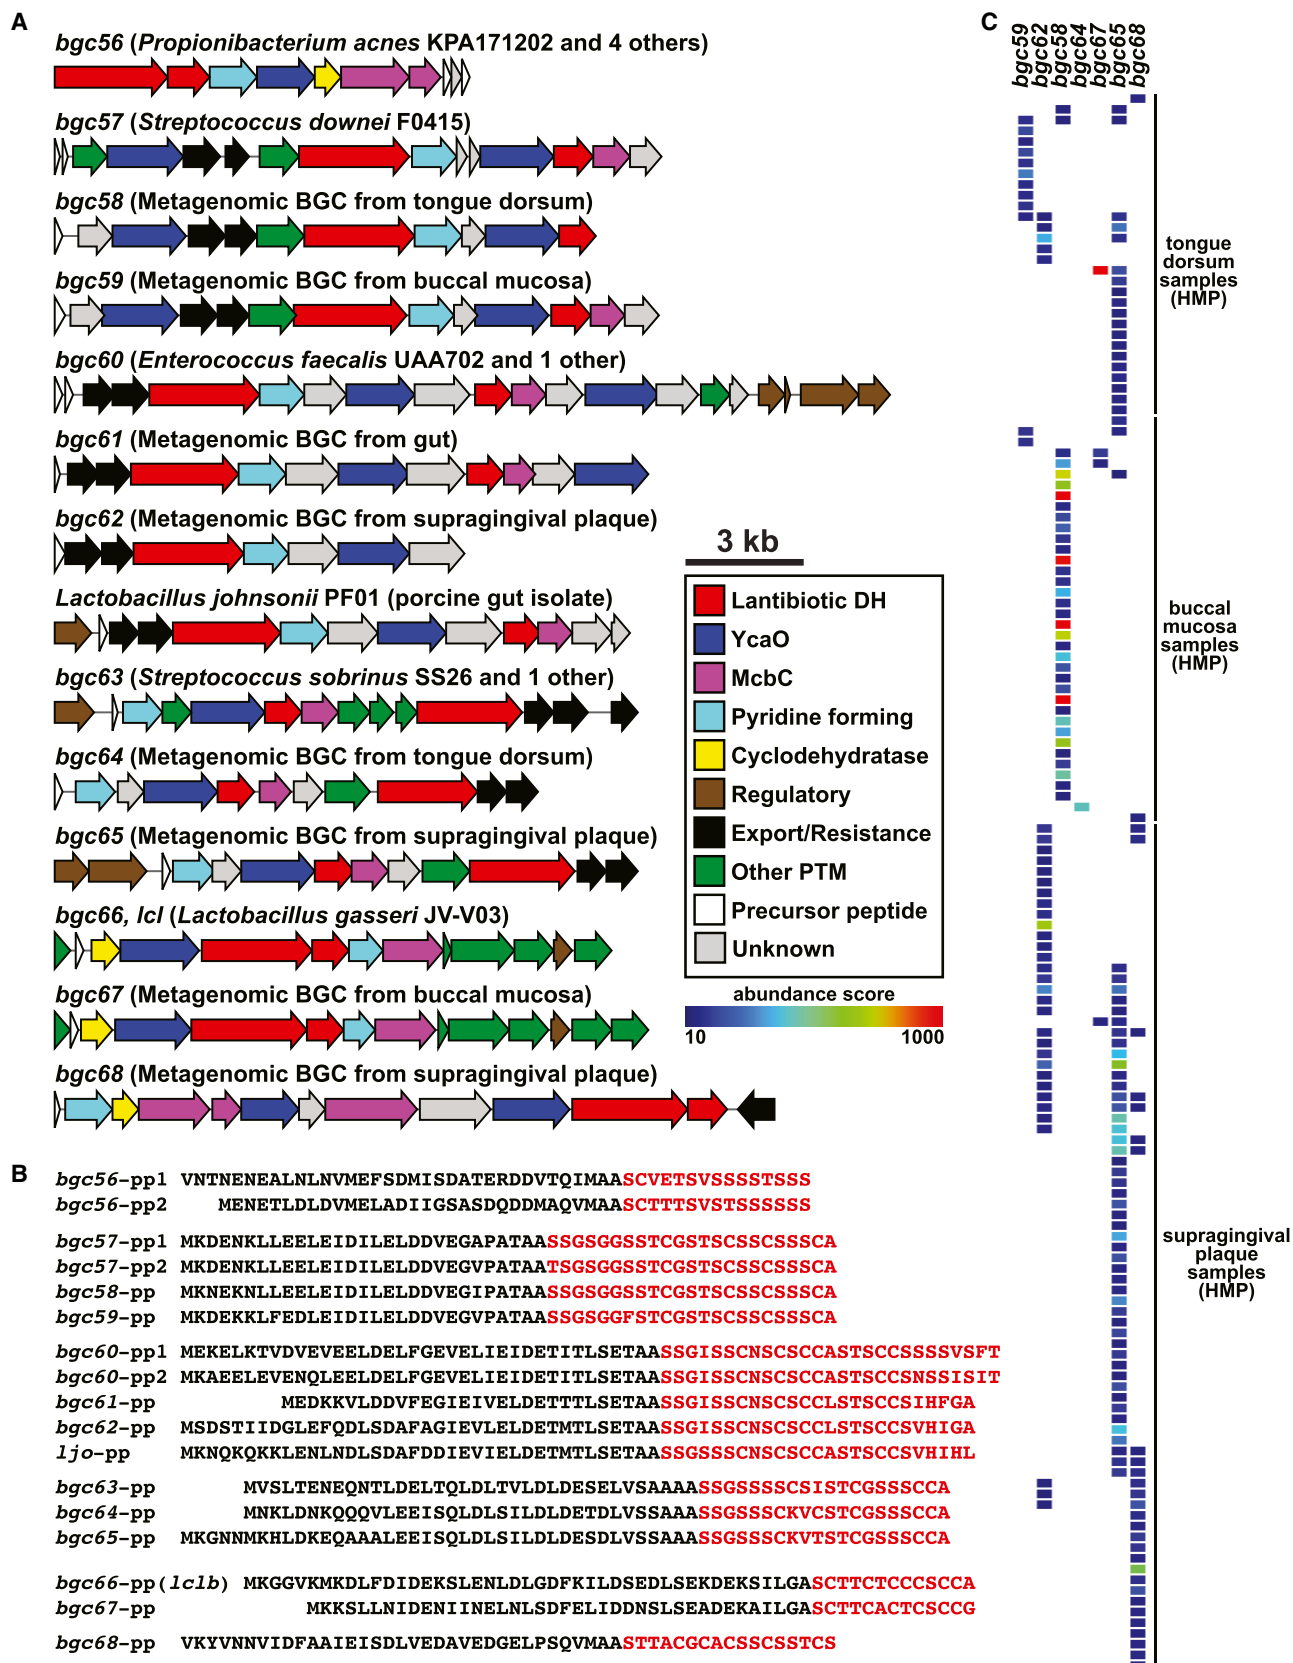 A
bgc56 (Propionibacterium acnes KPA171202 and 4 others)
bgc57 (Streptococcus downei F0415)
bgc58 (Metagenomic BGC from tongue dorsum)
bgc59 (Metagenomic BGC from buccal mucosa)
bgc60 (Enterococcus faecalis UAA702 and 1 other)
bgc61 (Metagenomic BGC from gut)
bgc62 (Metagenomic BGC from supragingival plaque)
Lactobacillus johnsonii PF01 (porcine gut isolate)
bgc63 (Streptococcus sobrinus SS26 and 1 other)
bgc64 (Metagenomic BGC from tongue dorsum)
bgc65 (Metagenomic BGC from supragingival plaque)
bgc66, lcl (Lactobacillus gasseri JV-V03)
bgc67 (Metagenomic BGC from buccal mucosa)
bgc68 (Metagenomic BGC from supragingival plaque)
3 kb
Lantibiotic DH
YcaO
McbC
Pyridine forming
Cyclodehydratase
Regulatory
Export/Resistance
Other PTM
Precursor peptide
Unknown
abundance score
10 1000
B
bgc56-pp1 VNTNENEALNLNVMEFSDMISDATERDDVTQIMAASCVETSVSSSSTSSS
bgc56-pp2 MENETLDLDVMELADIIGSASDQDDMAQVMAASCTTTSVSTSSSSSS
bgc57-pp1 MKDENKLLEELEIDILELDDVEGAPATAASSGSGGSSTCGSTSCSSCSSSCA
bgc57-pp2 MKDENKLLEELEIDILELDDVEGVPATAATSGSGGSSTCGSTSCSSCSSSCA
bgc58-pp MKNEKNLLEELEIDILELDDVEGIPATAASSGSGGSSTCGSTSCSSCSSSCA
bgc59-pp MKDEKKLFEDLEIDILELDDVEGVPATAASSGSGGFSTCGSTSCSSCSSSCA
bgc60-pp1 MEKELKTVDVEVEELDELFGEVELIEIDETITLSETAASSGISSCNSCSCCASTSCCSSSSVSFT
bgc60-pp2 MKAEELEVENQLEELDELFGEVELIEIDETITLSETAASSGISSCNSCSCCASTSCCSNSSISIT
bgc61-pp MEDKKVLDDVFEGIEIVELDETTTLSETAASSGISSCNSCSCCLSTSCCSIHFGA
bgc62-pp MSDSTIIDGLEFQDLSDAFAGIEVLELDETMTLSETAASSGISSCNSCSCCLSTSCCSVHIGA
ljo-pp MKNQKQKKLENLNDLSDAFDDIEVIELDETMTLSETAASSGSSSCNSCSCCASTSCCSVHIHL
bgc63-pp MVSLTENEQNTLDELTQLDLTVLDLDESELVSAAAASSGSSSSCSISTCGSSSCCA
bgc64-pp MNKLDNKQQQVLEEISQLDLSILDLDETDLVSSAAASSGSSSCKVCSTCGSSSCCA
bgc65-pp MKGNNMKHLDKEQAAALEEISQLDLSILDLDESDLVSSAAASSGSSSCKVTSTCGSSSCCA
bgc66-pp(lclb) MKGGVKMKDLFDIDEKSLENLDLGDFKILDSEDLSEKDEKSILGASCTTCTCCCSCCA
bgc67-pp MKKSLLNIDENIINELNLSDFELIDDNSLSEADEKAILGASCTTCACTCSCCG
bgc68-pp VKYVNNVIDFAAIEISDLVEDAVEDGELPSQVMAASTTACGCACSSCSSTCS
C
bgc59
bgc62
bgc58
bgc64
bgc67
bgc65
bgc68
tongue
dorsum
samples
(HMP)
buccal
mucosa
samples
(HMP)
supragingival
plaque
samples
(HMP)